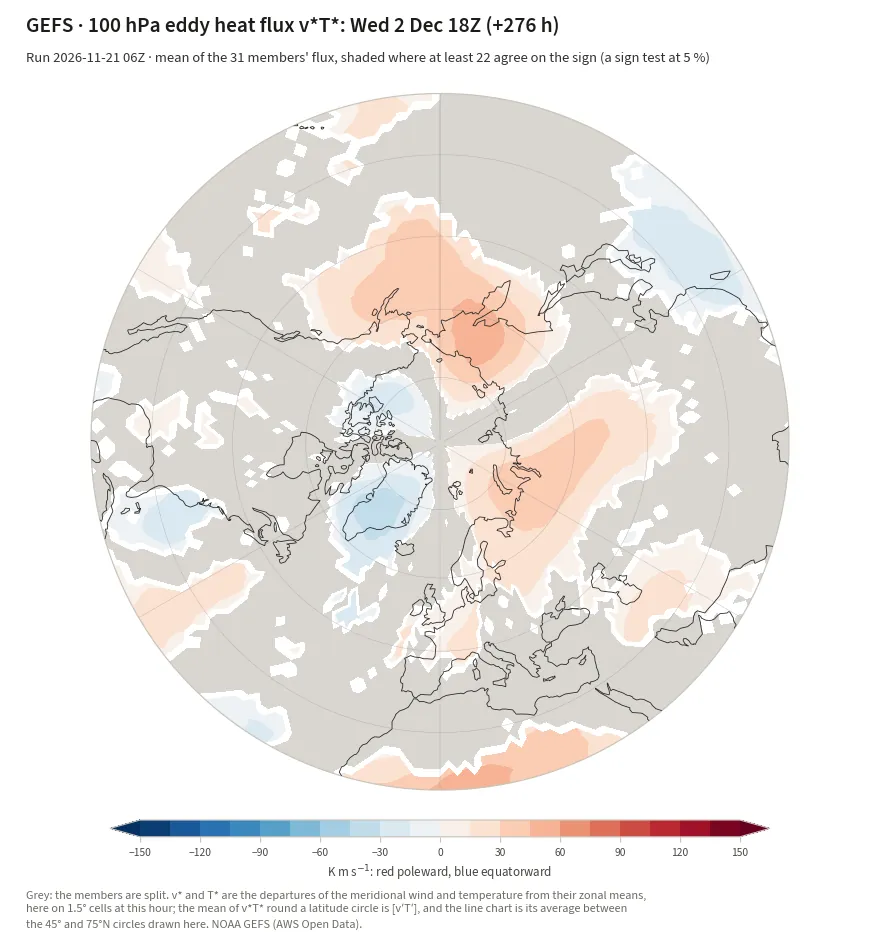 GEFS · 100 hPa eddy heat flux v*T*: Wed 2 Dec 18Z (+276 h)
Run 2026-11-21 06Z · mean of the 31 members' flux, shaded where at least 22 agree on the sign (a sign test at 5 %)
−150 −120 −90 −60 −30 0 30 60 90 120 150
K m s⁻¹: red poleward, blue equatorward
Grey: the members are split. v* and T* are the departures of the meridional wind and temperature from their zonal means,
here on 1.5° cells at this hour; the mean of v*T* round a latitude circle is [v'T'], and the line chart is its average between
the 45° and 75°N circles drawn here. NOAA GEFS (AWS Open Data).